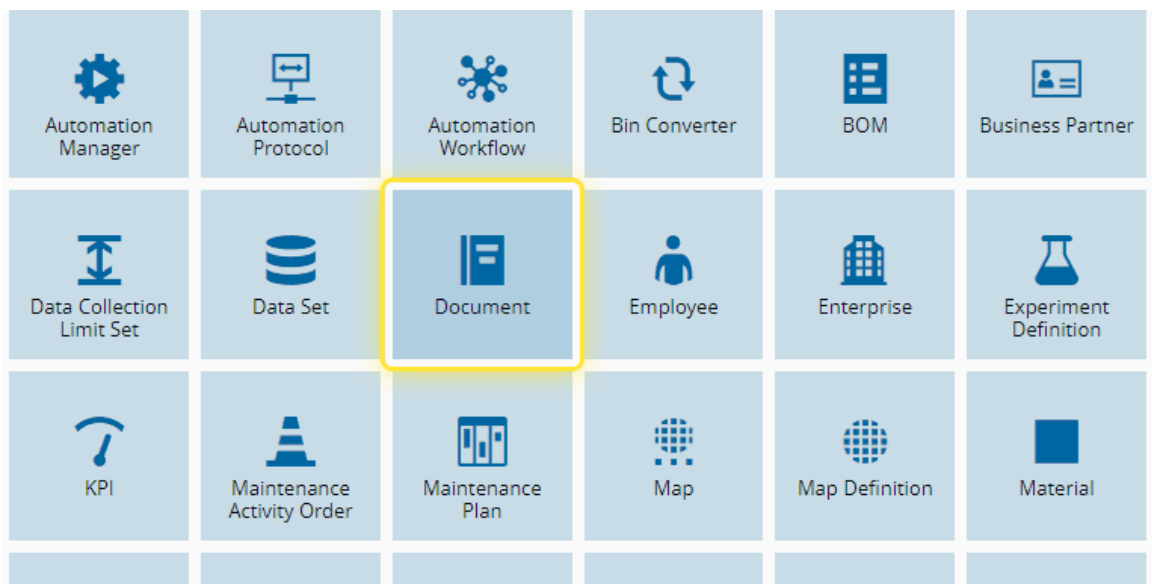 Automation
Manager
Automation
Protocol
Automation
Workflow
Bin Converter
BOM
Business Partner
Data Collection
Limit Set
Data Set
Document
Employee
Enterprise
Experiment
Definition
KPI
Maintenance
Activity Order
Maintenance
Plan
Map
Map Definition
Material